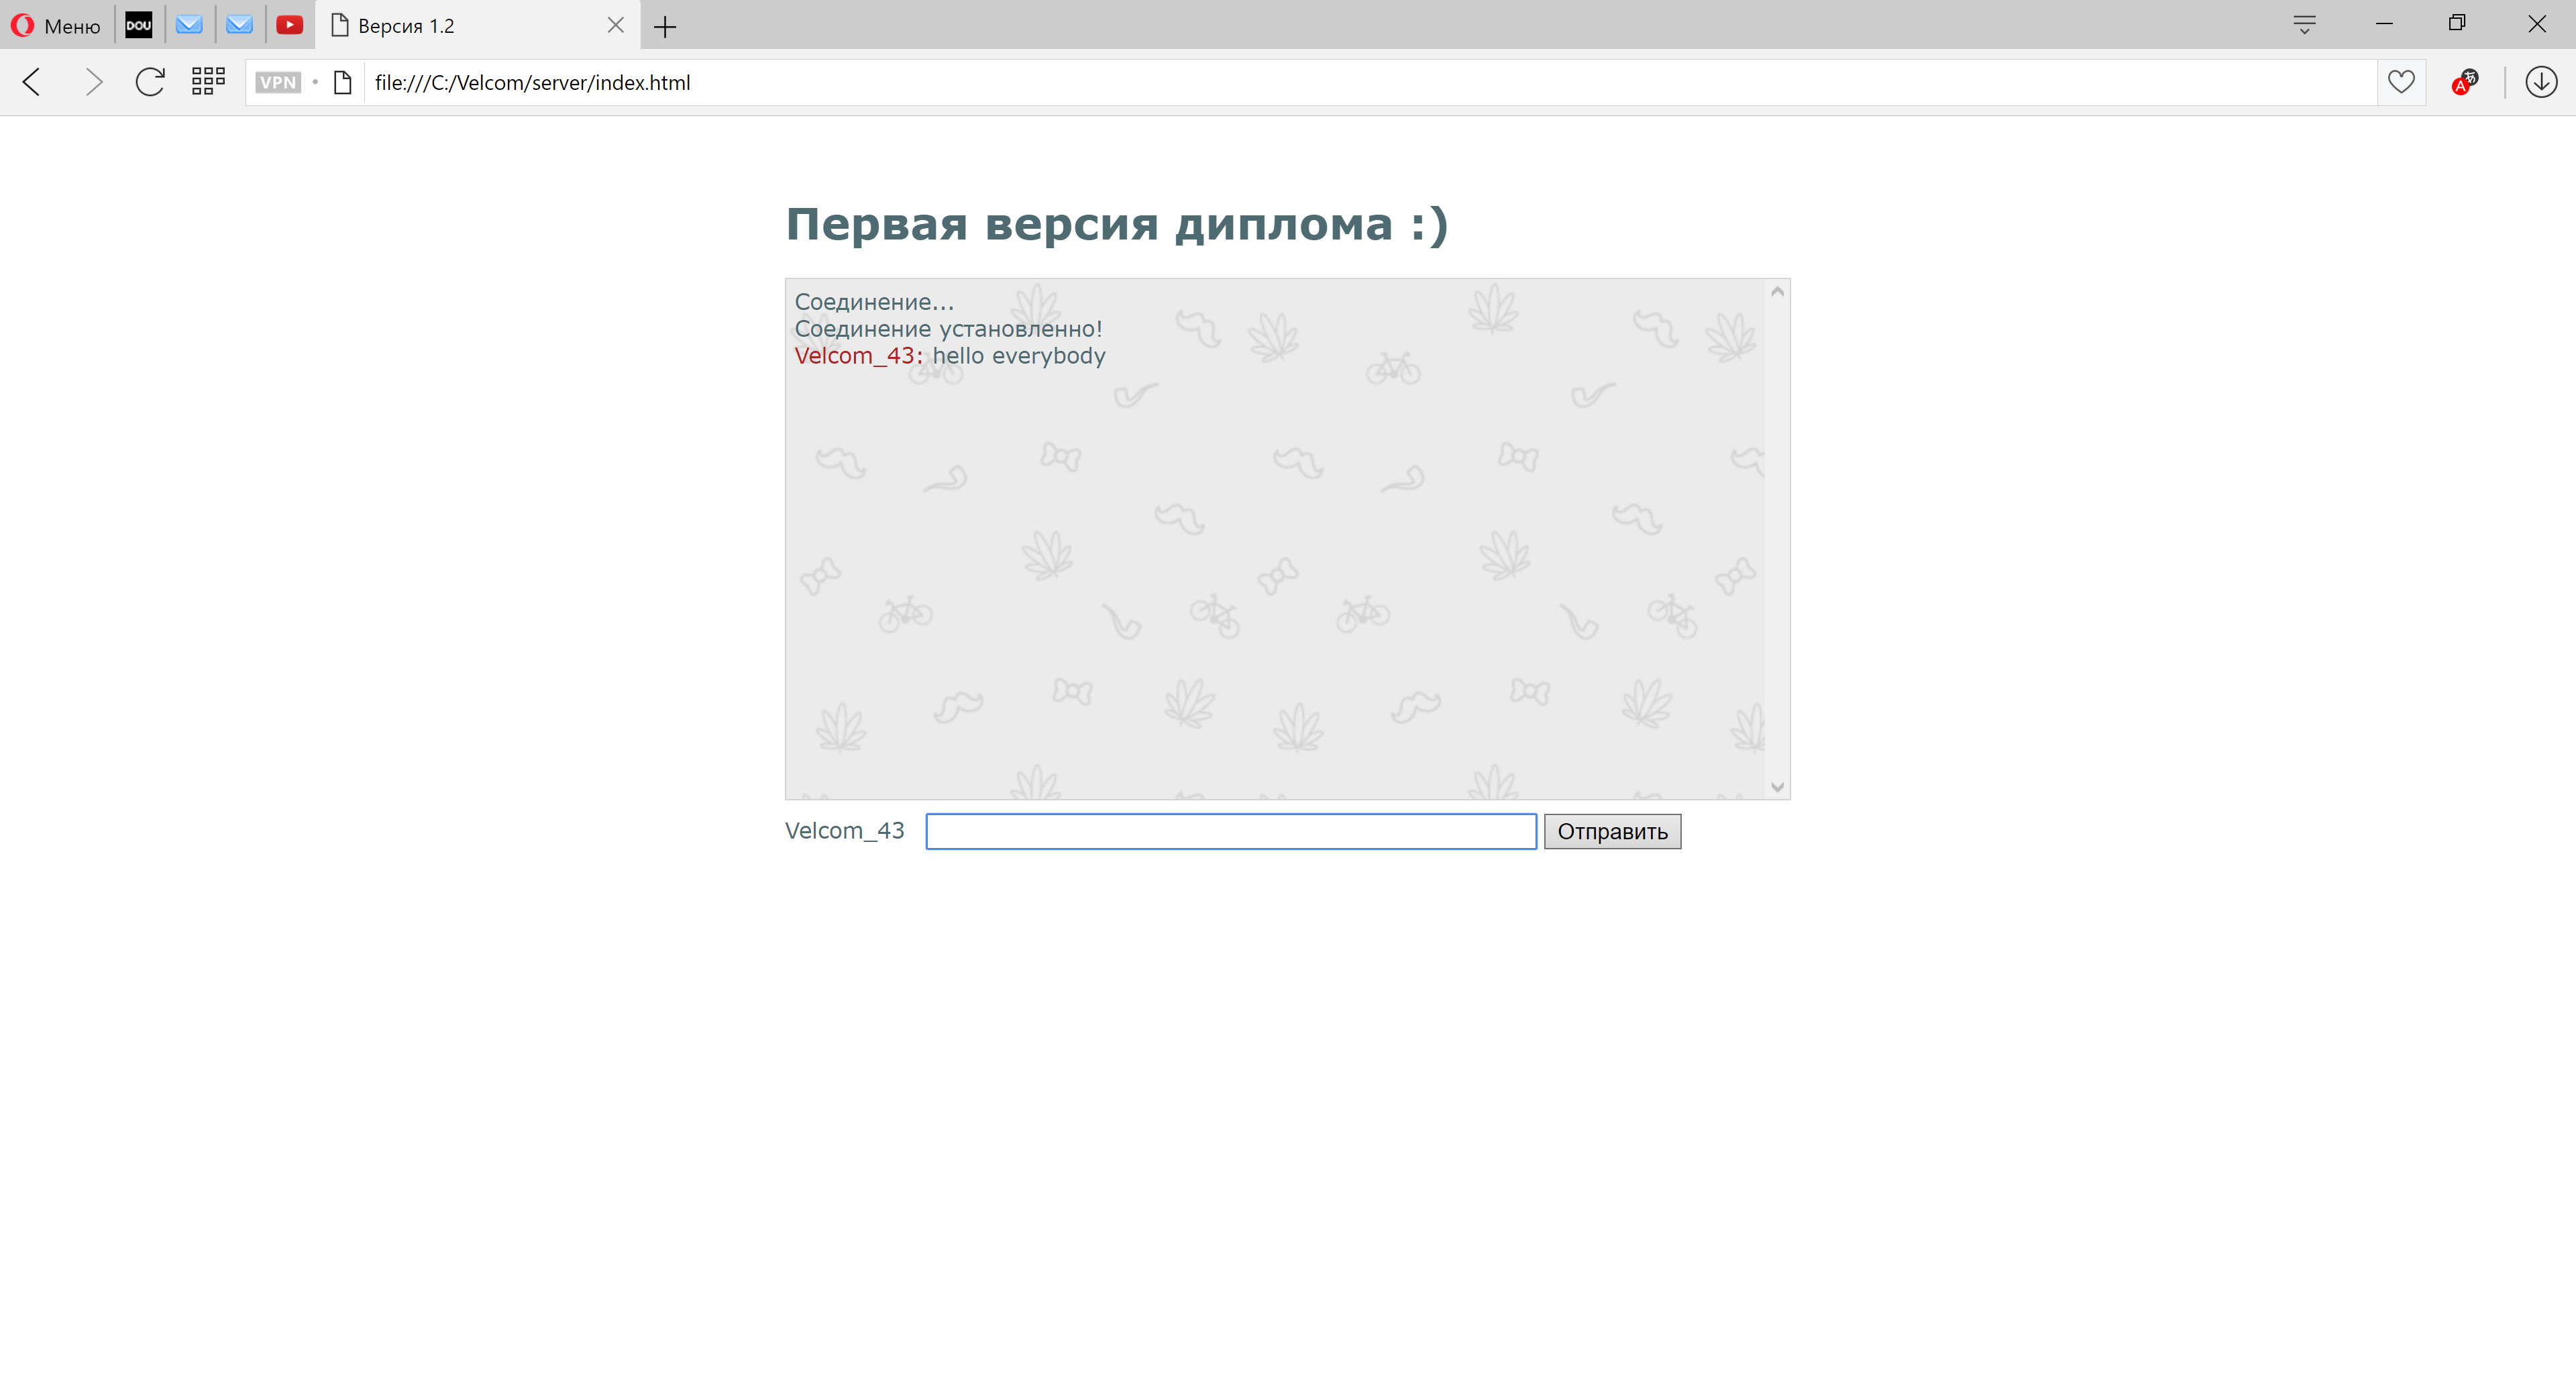 Меню
DOU
Версия 1.2
VPN
file:///C:/Velcom/server/index.html
Первая версия диплома :)
Соединение...
Соединение установленно!
Velcom_43: hello everybody
Velcom_43
Отправить